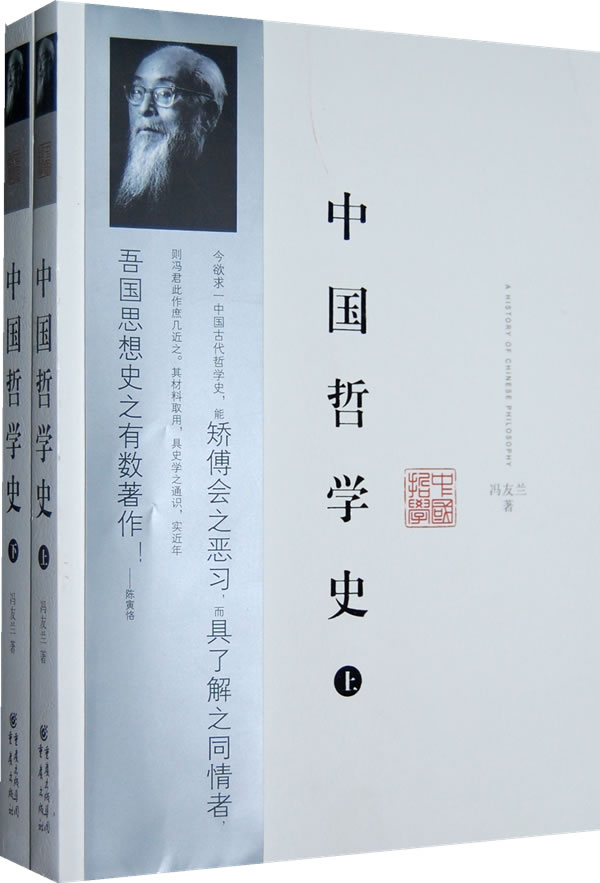 中国哲学史
上
A HISTORY OF CHINESE PHILOSOPHY
冯友兰
著
中國
哲學
今欲求一中国古代哲学史，能矫傅会之恶习，而具了解之同情者，
则冯君此作庶几近之。其材料取用，具史学之通识，实近年
吾国思想史之有数著作！——陈寅恪
中国哲学史 上 冯友兰 著
重庆出版集团
重庆出版社
中国哲学史 下 冯友兰 著
重庆出版集团
重庆出版社